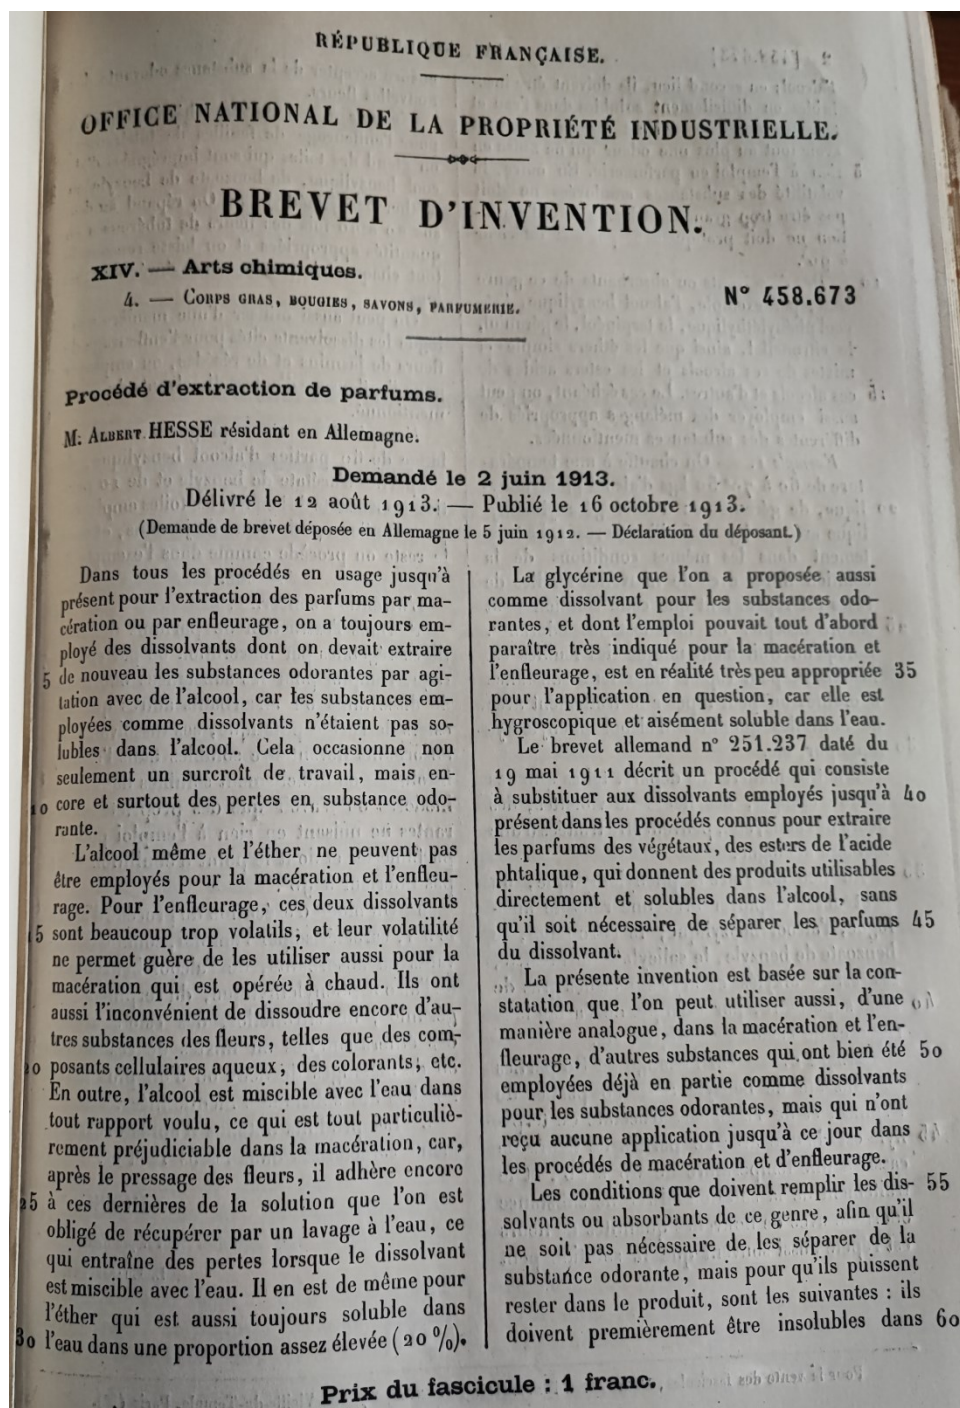 RÉPUBLIQUE FRANÇAISE.
OFFICE NATIONAL DE LA PROPRIÉTÉ INDUSTRIELLE.
BREVET D'INVENTION.
XIV. — Arts chimiques.
4. — Corps gras, bougies, savons, parfumerie.
N° 458.673
Procédé d'extraction de parfums.
M. Albert HESSE résidant en Allemagne.
Demandé le 2 juin 1913.
Délivré le 12 août 1913. — Publié le 16 octobre 1913.
(Demande de brevet déposée en Allemagne le 5 juin 1912. — Déclaration du déposant.)
Dans tous les procédés en usage jusqu'à
présent pour l'extraction des parfums par ma-
cération ou par enfleurage, on a toujours em-
ployé des dissolvants dont on devait extraire
5 de nouveau les substances odorantes par agi-
tation avec de l'alcool, car les substances em-
ployées comme dissolvants n'étaient pas so-
lubles dans l'alcool. Cela occasionne non
seulement un surcroît de travail, mais en-
10 core et surtout des pertes en substance odo-
rante.
L'alcool même et l'éther ne peuvent pas
être employés pour la macération et l'enfleu-
rage. Pour l'enfleurage, ces deux dissolvants
15 sont beaucoup trop volatils, et leur volatilité
ne permet guère de les utiliser aussi pour la
macération qui est opérée à chaud. Ils ont
aussi l'inconvénient de dissoudre encore d'au-
tres substances des fleurs, telles que des com-
20 posants cellulaires aqueux, des colorants, etc.
En outre, l'alcool est miscible avec l'eau dans
tout rapport voulu, ce qui est tout particuliè-
rement préjudiciable dans la macération, car,
après le pressage des fleurs, il adhère encore
25 à ces dernières de la solution que l'on est
obligé de récupérer par un lavage à l'eau, ce
qui entraîne des pertes lorsque le dissolvant
est miscible avec l'eau. Il en est de même pour
l'éther qui est aussi toujours soluble dans
30 l'eau dans une proportion assez élevée (20 %).
La glycérine que l'on a proposée aussi
comme dissolvant pour les substances odo-
rantes, et dont l'emploi pouvait tout d'abord
paraître très indiqué pour la macération et
l'enfleurage, est en réalité très peu appropriée 35
pour l'application en question, car elle est
hygroscopique et aisément soluble dans l'eau.
Le brevet allemand n° 251.237 daté du
19 mai 1911 décrit un procédé qui consiste
à substituer aux dissolvants employés jusqu'à 40
présent dans les procédés connus pour extraire
les parfums des végétaux, des esters de l'acide
phtalique, qui donnent des produits utilisables
directement et solubles dans l'alcool, sans
qu'il soit nécessaire de séparer les parfums 45
du dissolvant.
La présente invention est basée sur la con-
statation que l'on peut utiliser aussi, d'une
manière analogue, dans la macération et l'en-
fleurage, d'autres substances qui ont bien été 50
employées déjà en partie comme dissolvants
pour les substances odorantes, mais qui n'ont
reçu aucune application jusqu'à ce jour dans
les procédés de macération et d'enfleurage.
Les conditions que doivent remplir les dis- 55
solvants ou absorbants de ce genre, afin qu'il
ne soit pas nécessaire de les séparer de la
substance odorante, mais pour qu'ils puissent
rester dans le produit, sont les suivantes : ils
doivent premièrement être insolubles dans 60
Prix du fascicule : 1 franc.